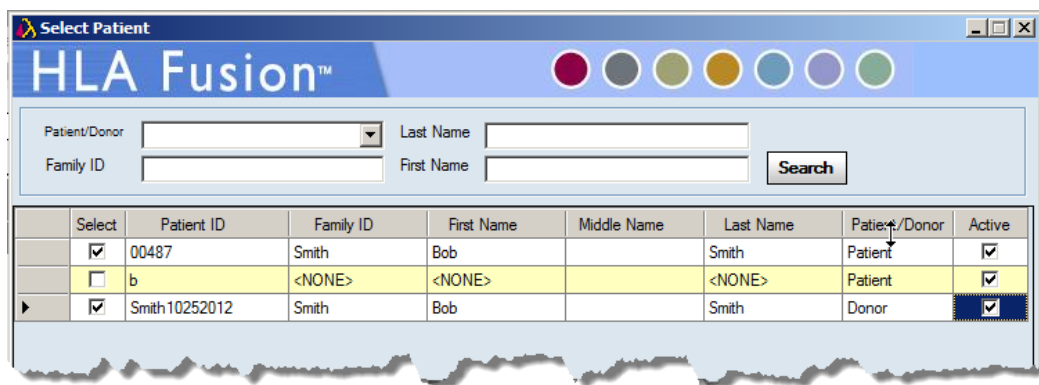 Select Patient
HLA Fusion™
Patient/Donor Last Name
Family ID First Name Search
Select Patient ID Family ID First Name Middle Name Last Name Patient/Donor Active
00487 Smith Bob Smith Patient
b <NONE> <NONE> <NONE> Patient
Smith10252012 Smith Bob Smith Donor